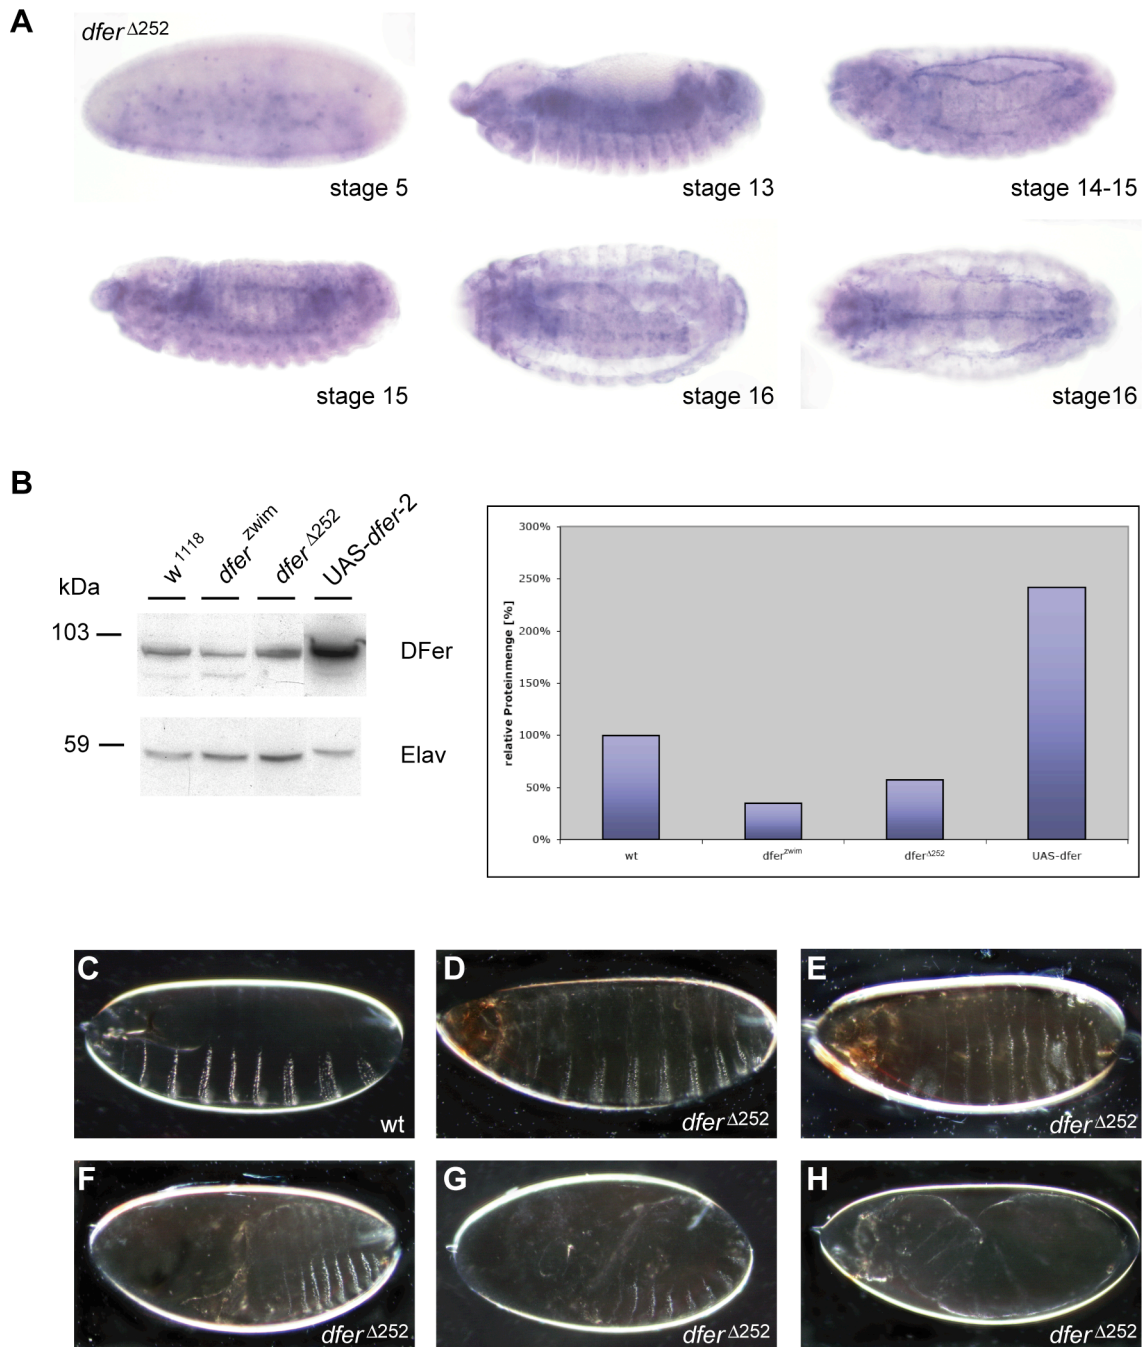 A
dfer Δ252
stage 5
stage 13
stage 14-15
stage 15
stage 16
stage16
B
kDa
w 1118
dfer zwim
dfer Δ252
UAS-dfer-2
103
DFer
59
Elav
relative Proteinmenge [%]
300%
250%
200%
150%
100%
50%
0%
wt
dfer zwim
dfer Δ252
UAS-dfer
C
wt
D
dfer Δ252
E
dfer Δ252
F
dfer Δ252
G
dfer Δ252
H
dfer Δ252